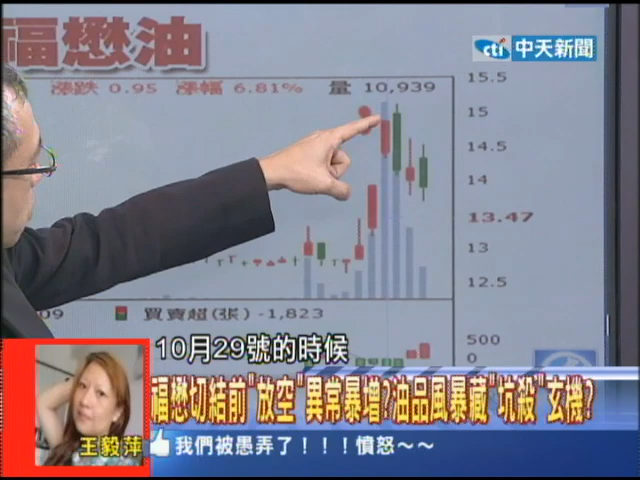 福懋油
cti 中天新聞
漲跌 0.95 漲幅 6.81% 量 10,939
15.5
15
14.5
14
13.47
13
12.5
09 買賣超(張) -1,823
500
0
10月29號的時候
福懋切結前"放空"異常暴增?油品風暴藏"坑殺"玄機?
王毅萍
我們被愚弄了!!!憤怒~~